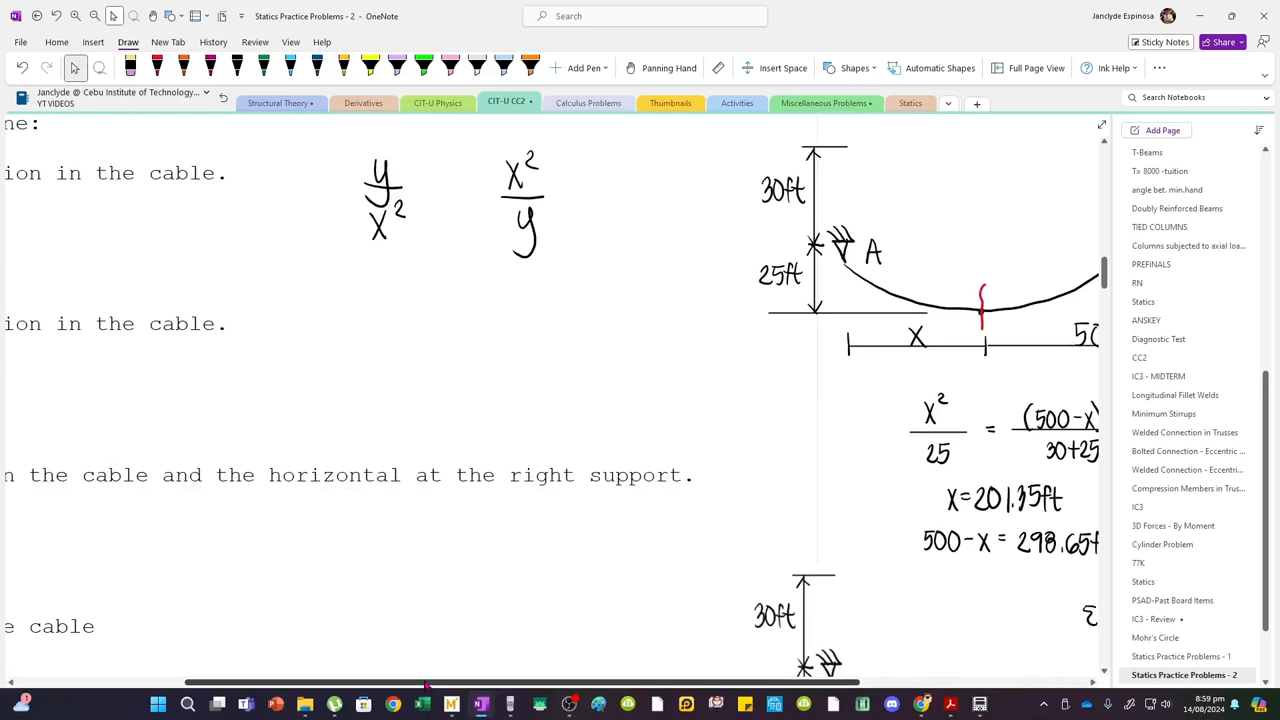 Statics Practice Problems - 2 - OneNote
Search
Janclyde Espinosa
File Home Insert Draw New Tab History Review View Help
Sticky Notes
Share
Add Pen
Panning Hand
Insert Space
Shapes
Automatic Shapes
Full Page View
Ink Help
Janclyde @ Cebu Institute of Technology...
YT VIDEOS
Structural Theory
Derivatives
CIT-U Physics
CIT-U CC2
Calculus Problems
Thumbnails
Activities
Miscellaneous Problems
Statics
Search Notebooks
Add Page
ne:
ion in the cable.
ion in the cable.
n the cable and the horizontal at the right support.
e cable
y
x²
x²
y
30ft
25ft
A
x
50
x² = (500-x)
25 30+25
x=201.35ft
500-x = 298.65f
30ft
T-Beams
Tx= 8000 -tuition
angle bet. min.hand
Doubly Reinforced Beams
TIED COLUMNS
Columns subjected to axial loa...
PREFINALS
RN
Statics
ANSKEY
Diagnostic Test
CC2
IC3 - MIDTERM
Longitudinal Fillet Welds
Minimum Stirrups
Welded Connection in Trusses
Bolted Connection - Eccentric ...
Welded Connection - Eccentri...
Compression Members in Trus...
IC3
3D Forces - By Moment
Cylinder Problem
77K
Statics
PSAD-Past Board Items
IC3 - Review
Mohr's Circle
Statics Practice Problems - 1
Statics Practice Problems - 2
8:59 pm
14/08/2024